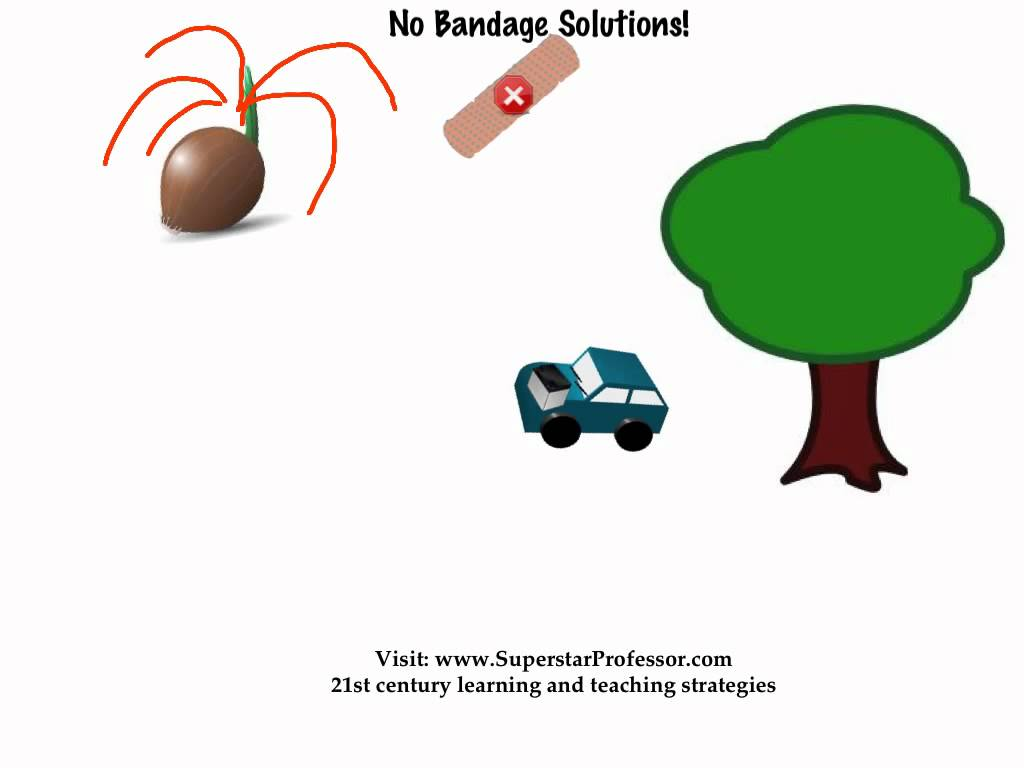 No Bandage Solutions!
Visit: www.SuperstarProfessor.com
21st century learning and teaching strategies